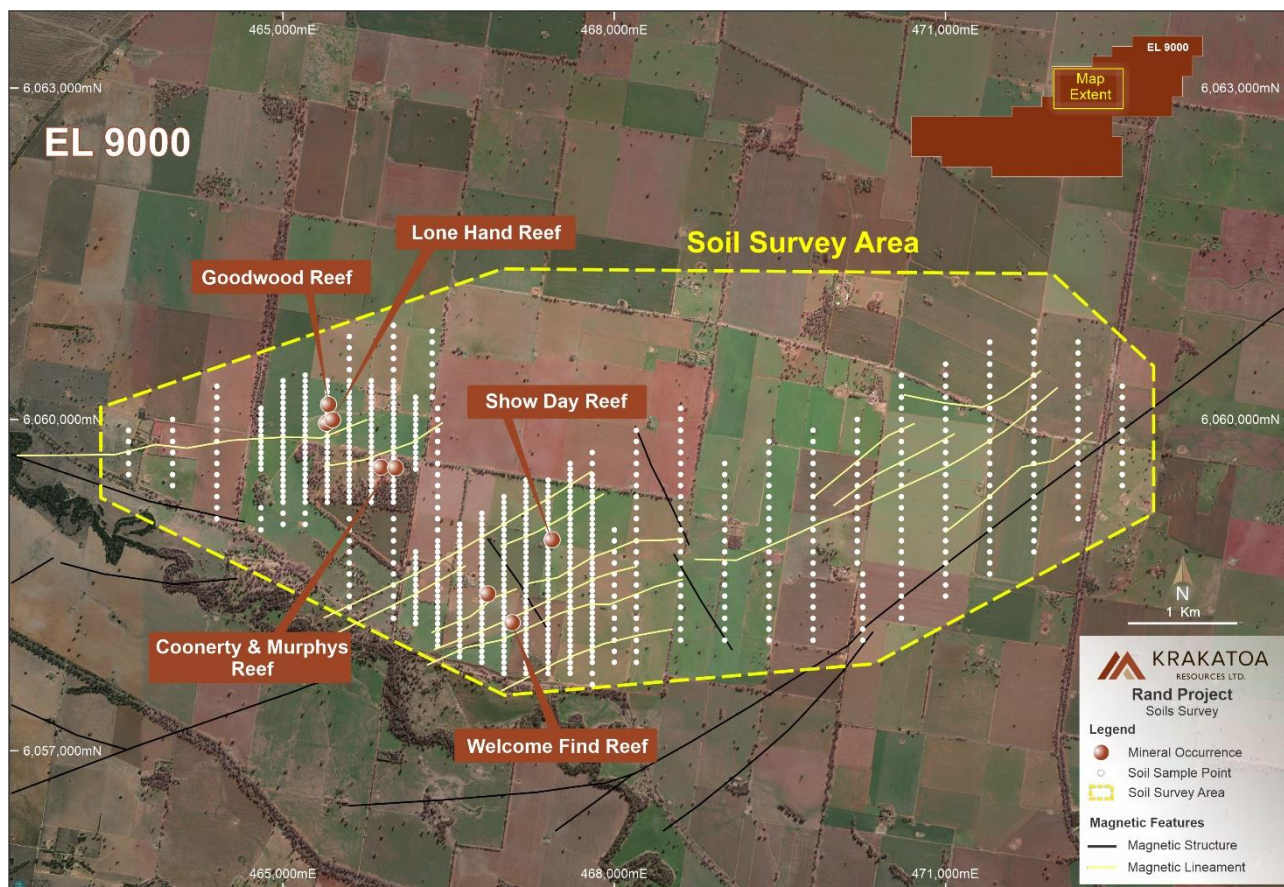 465,000mE
468,000mE
471,000mE
EL 9000
Map
Extent
6,063,000mN
6,063,000mN
EL 9000
Lone Hand Reef
Soil Survey Area
Goodwood Reef
Show Day Reef
6,060,000mN
6,060,000mN
N
1 Km
Coonerty & Murphys
Reef
Welcome Find Reef
6,057,000mN
KRAKATOA
RESOURCES LTD.
Rand Project
Soils Survey
Legend
Mineral Occurrence
Soil Sample Point
Soil Survey Area
Magnetic Features
Magnetic Structure
Magnetic Lineament
465,000mE
468,000mE
471,000mE